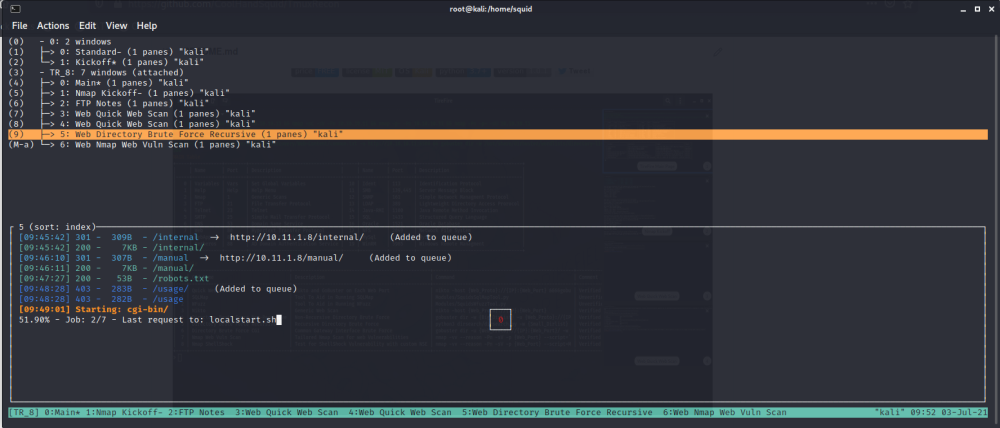 root@kali: /home/squid
File Actions Edit View Help
(0) - 0: 2 windows
(1) ├─> 0: Standard- (1 panes) "kali"
(2) └─> 1: Kickoff* (1 panes) "kali"
(3) - TR_8: 7 windows (attached)
(4) ├─> 0: Main* (1 panes) "kali"
(5) ├─> 1: Nmap Kickoff- (1 panes) "kali"
(6) ├─> 2: FTP Notes (1 panes) "kali"
(7) ├─> 3: Web Quick Web Scan (1 panes) "kali"
(8) ├─> 4: Web Quick Web Scan (1 panes) "kali"
(9) ├─> 5: Web Directory Brute Force Recursive (1 panes) "kali"
(M-a) └─> 6: Web Nmap Web Vuln Scan (1 panes) "kali"
5 (sort: index)
[09:45:42] 301 - 309B - /internal → http://10.11.1.8/internal/ (Added to queue)
[09:45:42] 200 - 7KB - /internal/
[09:46:10] 301 - 307B - /manual → http://10.11.1.8/manual/ (Added to queue)
[09:46:11] 200 - 7KB - /manual/
[09:47:27] 200 - 53B - /robots.txt
[09:48:28] 403 - 283B - /usage/ (Added to queue)
[09:48:28] 403 - 282B - /usage
[09:49:01] Starting: cgi-bin/
51.90% - Job: 2/7 - Last request to: localstart.sh
[TR_8] 0:Main* 1:Nmap Kickoff- 2:FTP Notes 3:Web Quick Web Scan 4:Web Quick Web Scan 5:Web Directory Brute Force Recursive 6:Web Nmap Web Vuln Scan "kali" 09:52 03-Jul-21